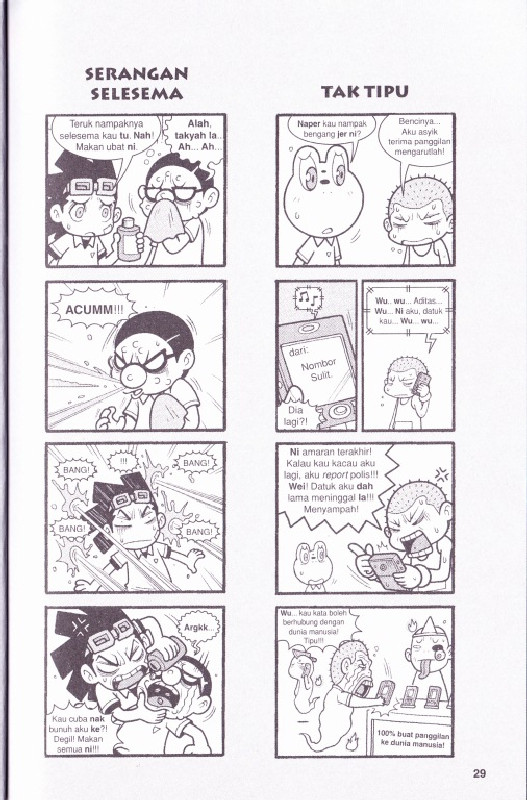 SERANGAN
SELESEMA
Teruk nampaknya
selesema kau tu. Nah!
Makan ubat ni.
Alah,
takyah la...
Ah... Ah...
ACUMM!!!
BANG!
!!!
BANG!
BANG!
BANG!
Argkk...
Kau cuba nak
bunuh aku ke?!
Degil! Makan
semua ni!!!
TAK TIPU
Naper kau nampak
bengang jer ni?
Bencinya...
Aku asyik
terima panggilan
mengarutlah!
dari:
Nombor
Sulit.
Dia
lagi?!
Wu.. wu... Aditas...
Wu.. Ni aku, datuk
kau... Wu... wu...
Ni amaran terakhir!
Kalau kau kacau aku
lagi, aku report polis!!!
Wei! Datuk aku dah
lama meninggal la!!!
Menyampah!
Wu... kau kata boleh
berhubung dengan
dunia manusia!
Tipu!!!
100% buat panggilan
ke dunia manusia!
29